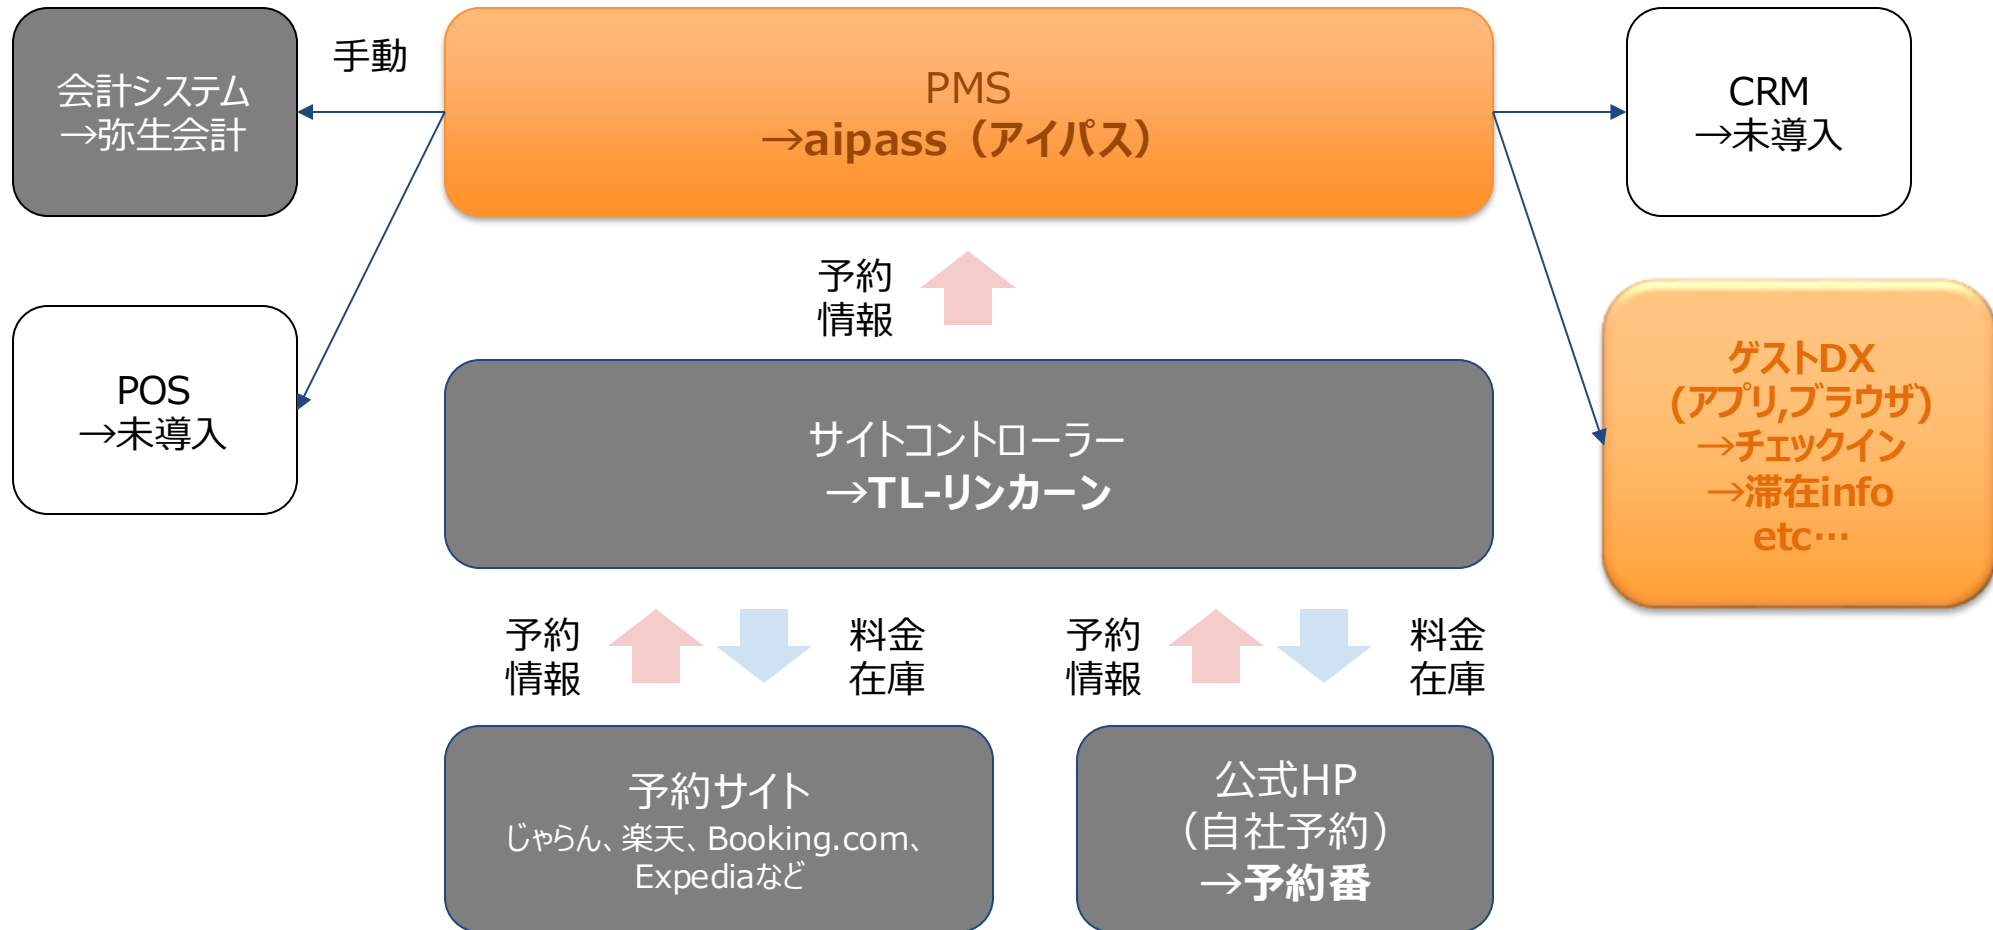 会計システム
→弥生会計
手動
PMS
→aipass（アイパス）
CRM
→未導入
予約
情報
POS
→未導入
サイトコントローラー
→TL-リンカーン
ゲストDX
(アプリ,ブラウザ)
→チェックイン
→滞在info
etc…
予約
情報
料金
在庫
予約
情報
料金
在庫
予約サイト
じゃらん、楽天、Booking.com、
Expediaなど
公式HP
（自社予約）
→予約番